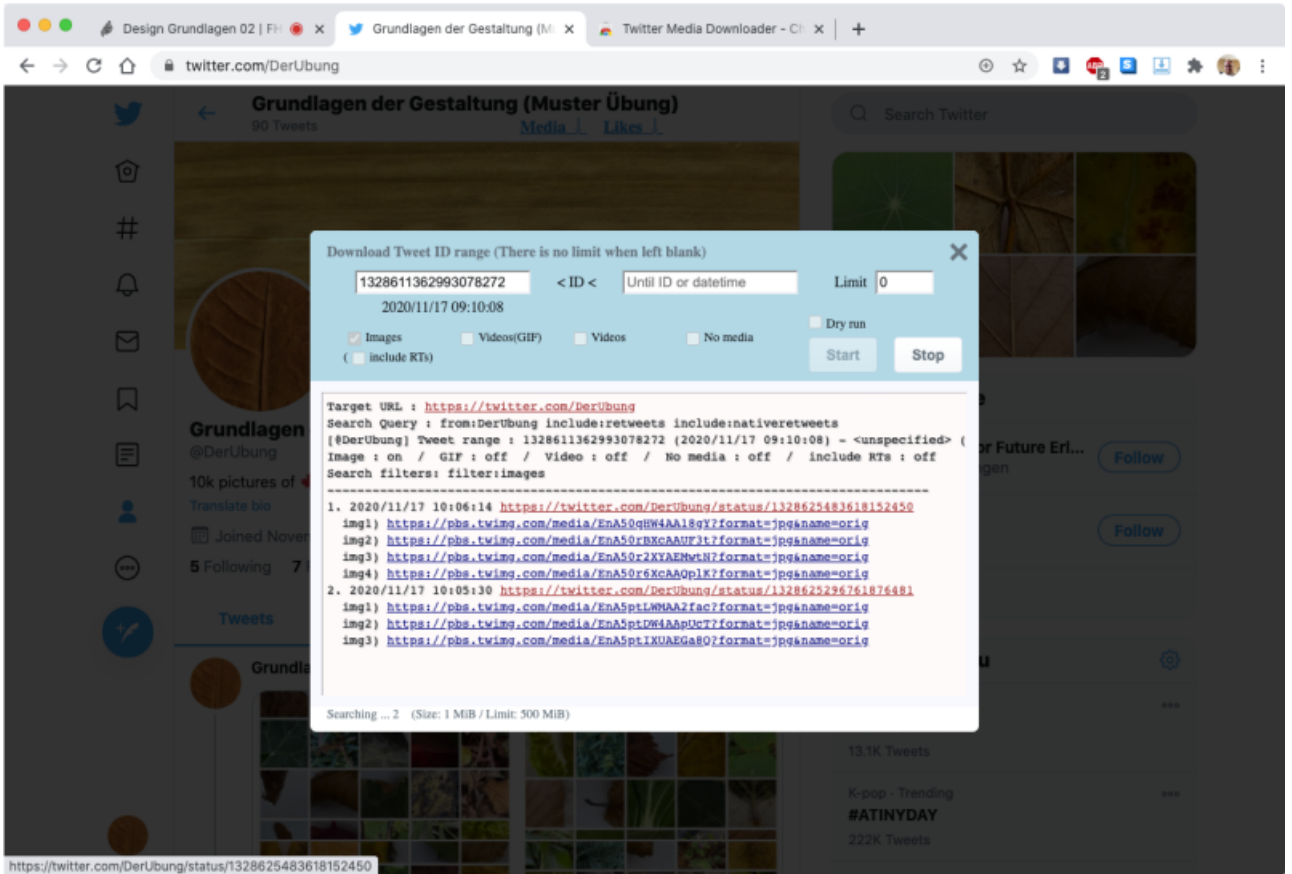 Design Grundlagen 02 | FH
Grundlagen der Gestaltung (M
Twitter Media Downloader - Ch
twitter.com/DerUbung
2
Grundlagen der Gestaltung (Muster Übung)
90 Tweets
Media Likes
Search Twitter
Download Tweet ID range (There is no limit when left blank)
1328611362993078272 < ID < Until ID or datetime Limit 0
2020/11/17 09:10:08
Dry run
Images Videos(GIF) Videos No media
( include RTs)
Start Stop
Target URL : https://twitter.com/DerUbung
Search Query : from:DerUbung include:retweets include:nativeretweets
[@DerUbung] Tweet range : 1328611362993078272 (2020/11/17 09:10:08) - <unspecified> (
Image : on / GIF : off / Video : off / No media : off / include RTs : off
Search filters: filter:images
1. 2020/11/17 10:06:14 https://twitter.com/DerUbung/status/1328625483618152450
img1) https://pbs.twimg.com/media/EnA50qHW4AA18gY?format=jpg&name=orig
img2) https://pbs.twimg.com/media/EnA50rBXcAAUF3t?format=jpg&name=orig
img3) https://pbs.twimg.com/media/EnA50r2XYAEMwtN?format=jpg&name=orig
img4) https://pbs.twimg.com/media/EnA50r6XcAAQplK?format=jpg&name=orig
2. 2020/11/17 10:05:30 https://twitter.com/DerUbung/status/1328625296761876481
img1) https://pbs.twimg.com/media/EnA5ptLWMAA2fac?format=jpg&name=orig
img2) https://pbs.twimg.com/media/EnA5ptDW4AApUcT?format=jpg&name=orig
img3) https://pbs.twimg.com/media/EnA5ptIXUAEGa8Q?format=jpg&name=orig
Searching ... 2 (Size: 1 MiB / Limit: 500 MiB)
Grundlagen
@DerUbung
10k pictures of
Translate bio
Joined Nover
5 Following 7
Tweets
Grundla
e
or Future Erl...
ngen
Follow
Follow
u
13.1K Tweets
K-pop · Trending
#ATINYDAY
222K Tweets
https://twitter.com/DerUbung/status/1328625483618152450